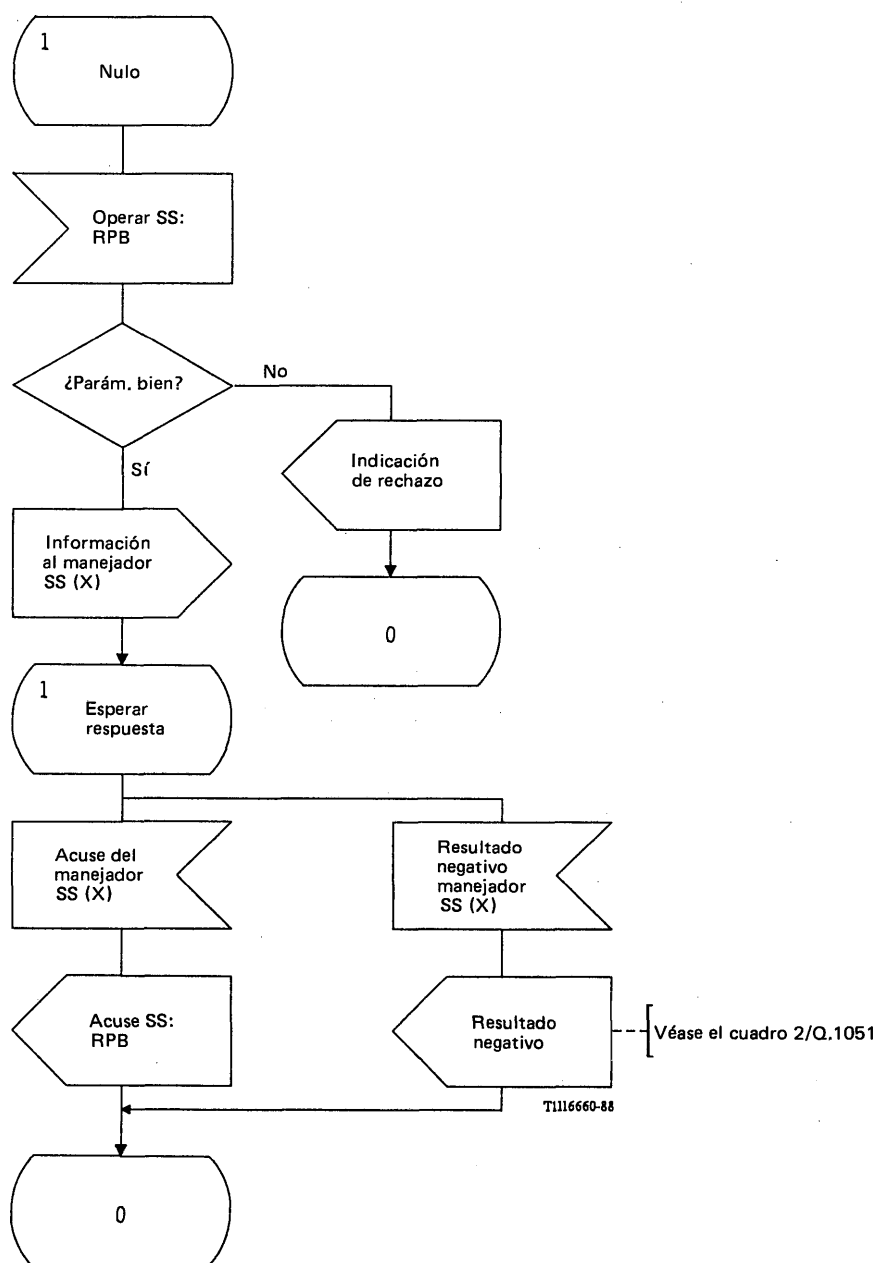 1
Nulo
Operar SS:
RPB
¿Parám. bien?
No
Sí
Indicación
de rechazo
Información
al manejador
SS (X)
0
1
Esperar
respuesta
Acuse del
manejador
SS (X)
Resultado
negativo
manejador
SS (X)
Acuse SS:
RPB
Resultado
negativo
Véase el cuadro 2/Q.1051
T1116660-88
0